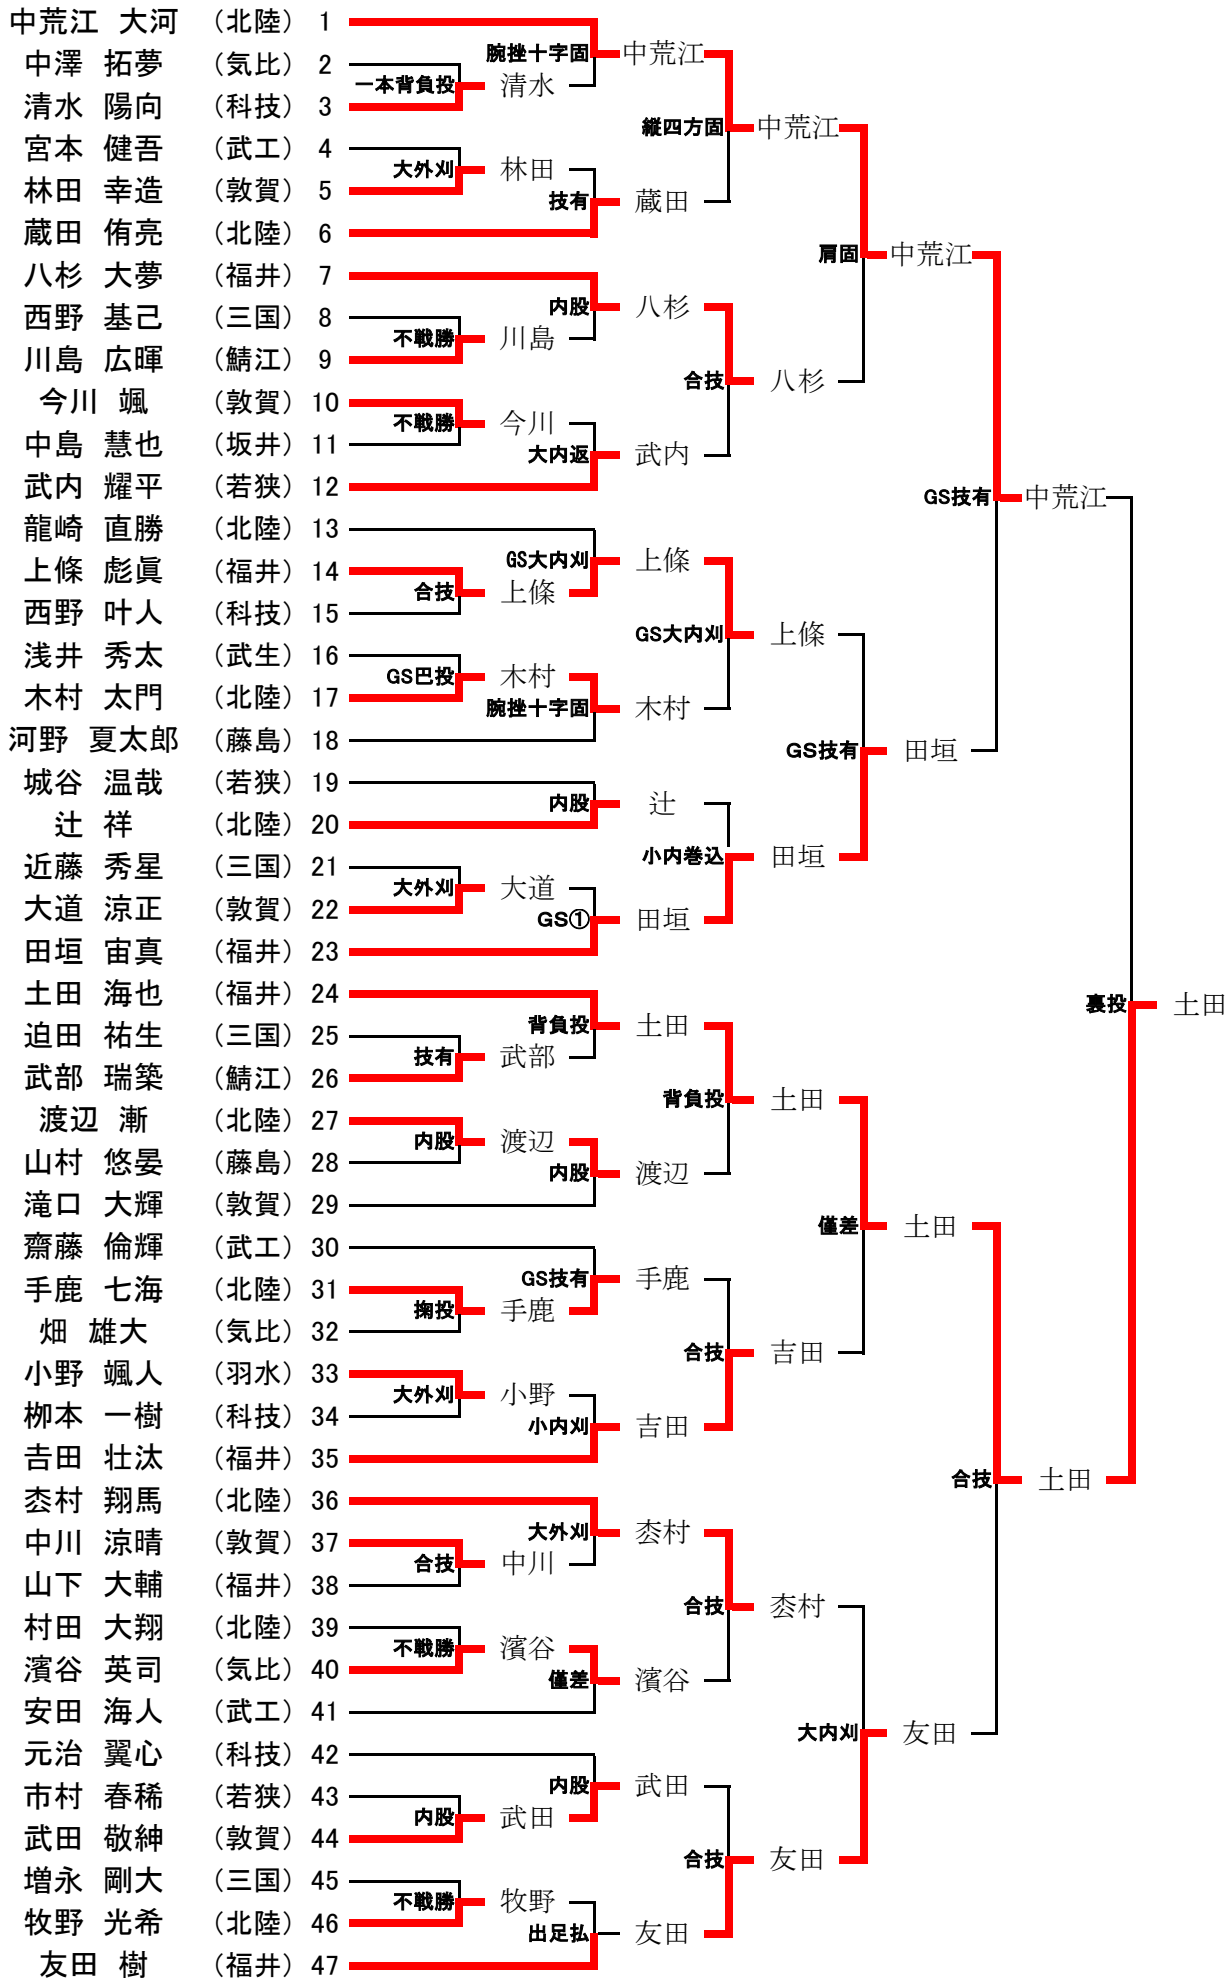 中荒江 大河 （北陸） 1
中澤 拓夢 （気比） 2
清水 陽向 （科技） 3
宮本 健吾 （武工） 4
林田 幸造 （敦賀） 5
蔵田 侑亮 （北陸） 6
八杉 大夢 （福井） 7
西野 基己 （三国） 8
川島 広暉 （鯖江） 9
今川 颯 （敦賀） 10
中島 慧也 （坂井） 11
武内 耀平 （若狭） 12
龍崎 直勝 （北陸） 13
上條 彪眞 （福井） 14
西野 叶人 （科技） 15
浅井 秀太 （武生） 16
木村 太門 （北陸） 17
河野 夏太郎 （藤島） 18
城谷 温哉 （若狭） 19
辻 祥 （北陸） 20
近藤 秀星 （三国） 21
大道 涼正 （敦賀） 22
田垣 宙真 （福井） 23
土田 海也 （福井） 24
迫田 祐生 （三国） 25
武部 瑞築 （鯖江） 26
渡辺 漸 （北陸） 27
山村 悠晏 （藤島） 28
滝口 大輝 （敦賀） 29
齋藤 倫輝 （武工） 30
手鹿 七海 （北陸） 31
畑 雄大 （気比） 32
小野 颯人 （羽水） 33
栁本 一樹 （科技） 34
吉田 壮汰 （福井） 35
枩村 翔馬 （北陸） 36
中川 涼晴 （敦賀） 37
山下 大輔 （福井） 38
村田 大翔 （北陸） 39
濱谷 英司 （気比） 40
安田 海人 （武工） 41
元治 翼心 （科技） 42
市村 春稀 （若狭） 43
武田 敬紳 （敦賀） 44
増永 剛大 （三国） 45
牧野 光希 （北陸） 46
友田 樹 （福井） 47
一本背負投 清水
大外刈 林田
不戦勝 川島
不戦勝 今川
合技 上條
GS巴投 木村
大外刈 大道
技有 武部
内股 渡辺
掬投 手鹿
大外刈 小野
合技 中川
不戦勝 濱谷
内股 武田
不戦勝 牧野
腕挫十字固 中荒江
技有 蔵田
内股 八杉
大内返 武内
GS大内刈 上條
腕挫十字固 木村
内股 辻
GS① 田垣
背負投 土田
内股 渡辺
GS技有 手鹿
小内刈 吉田
大外刈 枩村
僅差 濱谷
内股 武田
出足払 友田
縦四方固 中荒江
合技 八杉
GS大内刈 上條
小内巻込 田垣
背負投 土田
合技 吉田
合技 枩村
合技 友田
肩固 中荒江
GS技有 田垣
僅差 土田
大内刈 友田
GS技有 中荒江
合技 土田
裏投 土田